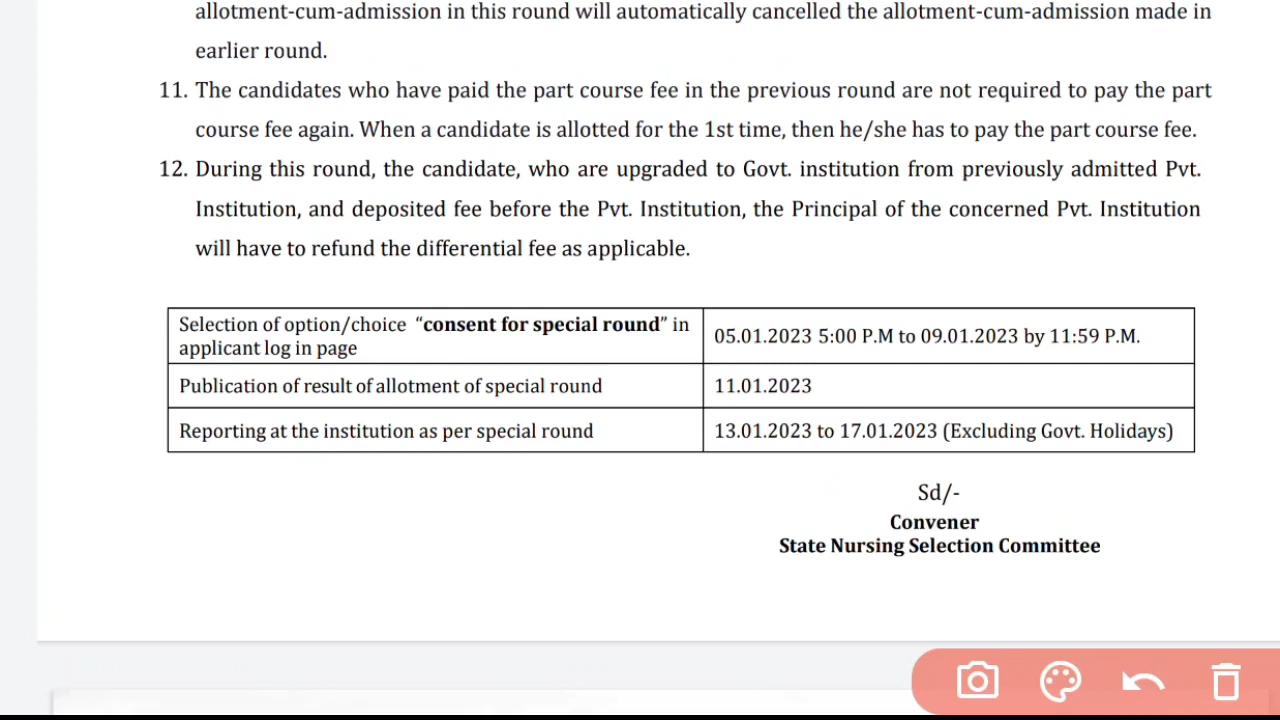 allotment-cum-admission in this round will automatically cancelled the allotment-cum-admission made in
earlier round.
11. The candidates who have paid the part course fee in the previous round are not required to pay the part
course fee again. When a candidate is allotted for the 1st time, then he/she has to pay the part course fee.
12. During this round, the candidate, who are upgraded to Govt. institution from previously admitted Pvt.
Institution, and deposited fee before the Pvt. Institution, the Principal of the concerned Pvt. Institution
will have to refund the differential fee as applicable.
Selection of option/choice “consent for special round” in
applicant log in page
05.01.2023 5:00 P.M to 09.01.2023 by 11:59 P.M.
Publication of result of allotment of special round
11.01.2023
Reporting at the institution as per special round
13.01.2023 to 17.01.2023 (Excluding Govt. Holidays)
Sd/-
Convener
State Nursing Selection Committee